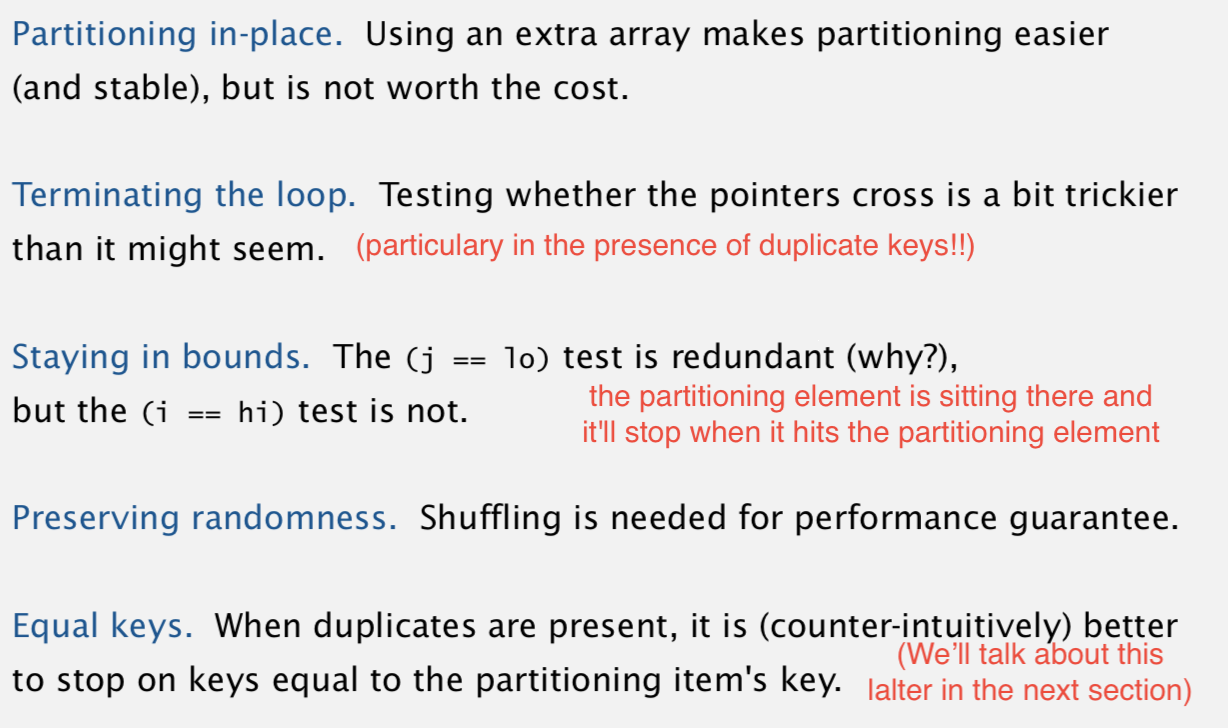 Partitioning in-place. Using an extra array makes partitioning easier
(and stable), but is not worth the cost.
Terminating the loop. Testing whether the pointers cross is a bit trickier
than it might seem. (particulary in the presence of duplicate keys!!)
Staying in bounds. The (j == lo) test is redundant (why?),
but the (i == hi) test is not.
the partitioning element is sitting there and
it'll stop when it hits the partitioning element
Preserving randomness. Shuffling is needed for performance guarantee.
Equal keys. When duplicates are present, it is (counter-intuitively) better
to stop on keys equal to the partitioning item's key.
(We’ll talk about this
lalter in the next section)